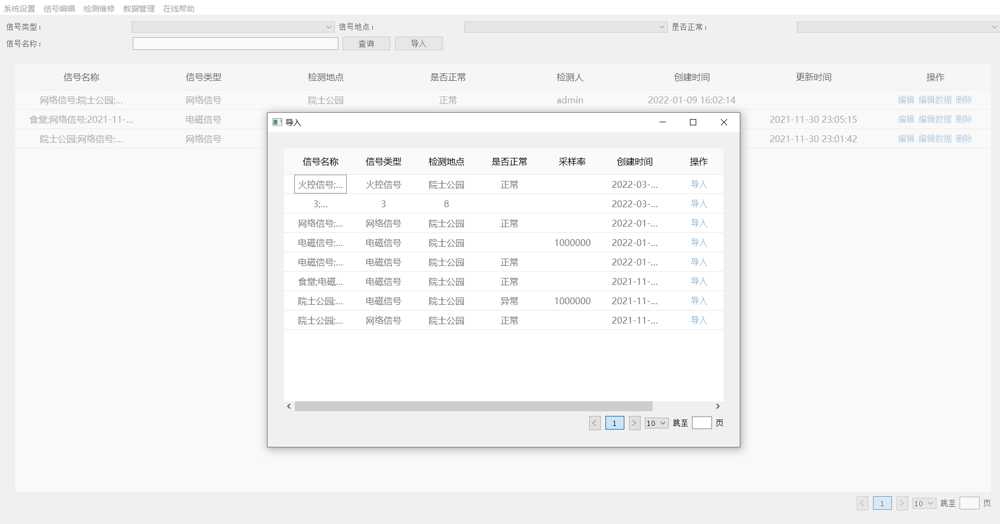 系统设置 信号编辑 检测维修 数据管理 在线帮助
信号类型： 信号地点： 是否正常：
信号名称： 查询 导入
信号名称 信号类型 检测地点 是否正常 检测人 创建时间 更新时间 操作
网络信号;院士公园;... 网络信号 院士公园 正常 admin 2022-01-09 16:02:14 编辑 编辑数据 删除
食堂;网络信号;2021-11-... 电磁信号 2021-11-30 23:05:15 编辑 编辑数据 删除
院士公园;网络信号;... 网络信号 2021-11-30 23:01:42 编辑 编辑数据 删除
导入
信号名称 信号类型 检测地点 是否正常 采样率 创建时间 操作
火控信号;... 火控信号 院士公园 正常 2022-03-... 导入
3;... 3 8 2022-03-... 导入
网络信号;... 网络信号 院士公园 正常 2022-01-... 导入
电磁信号;... 电磁信号 院士公园 1000000 2022-01-... 导入
电磁信号;... 电磁信号 院士公园 正常 2022-01-... 导入
食堂;电磁... 电磁信号 院士公园 正常 2021-11-... 导入
院士公园;... 电磁信号 院士公园 异常 1000000 2021-11-... 导入
院士公园;... 网络信号 院士公园 正常 2021-11-... 导入
< 1 > 10 跳至 页
< 1 > 10 跳至 页